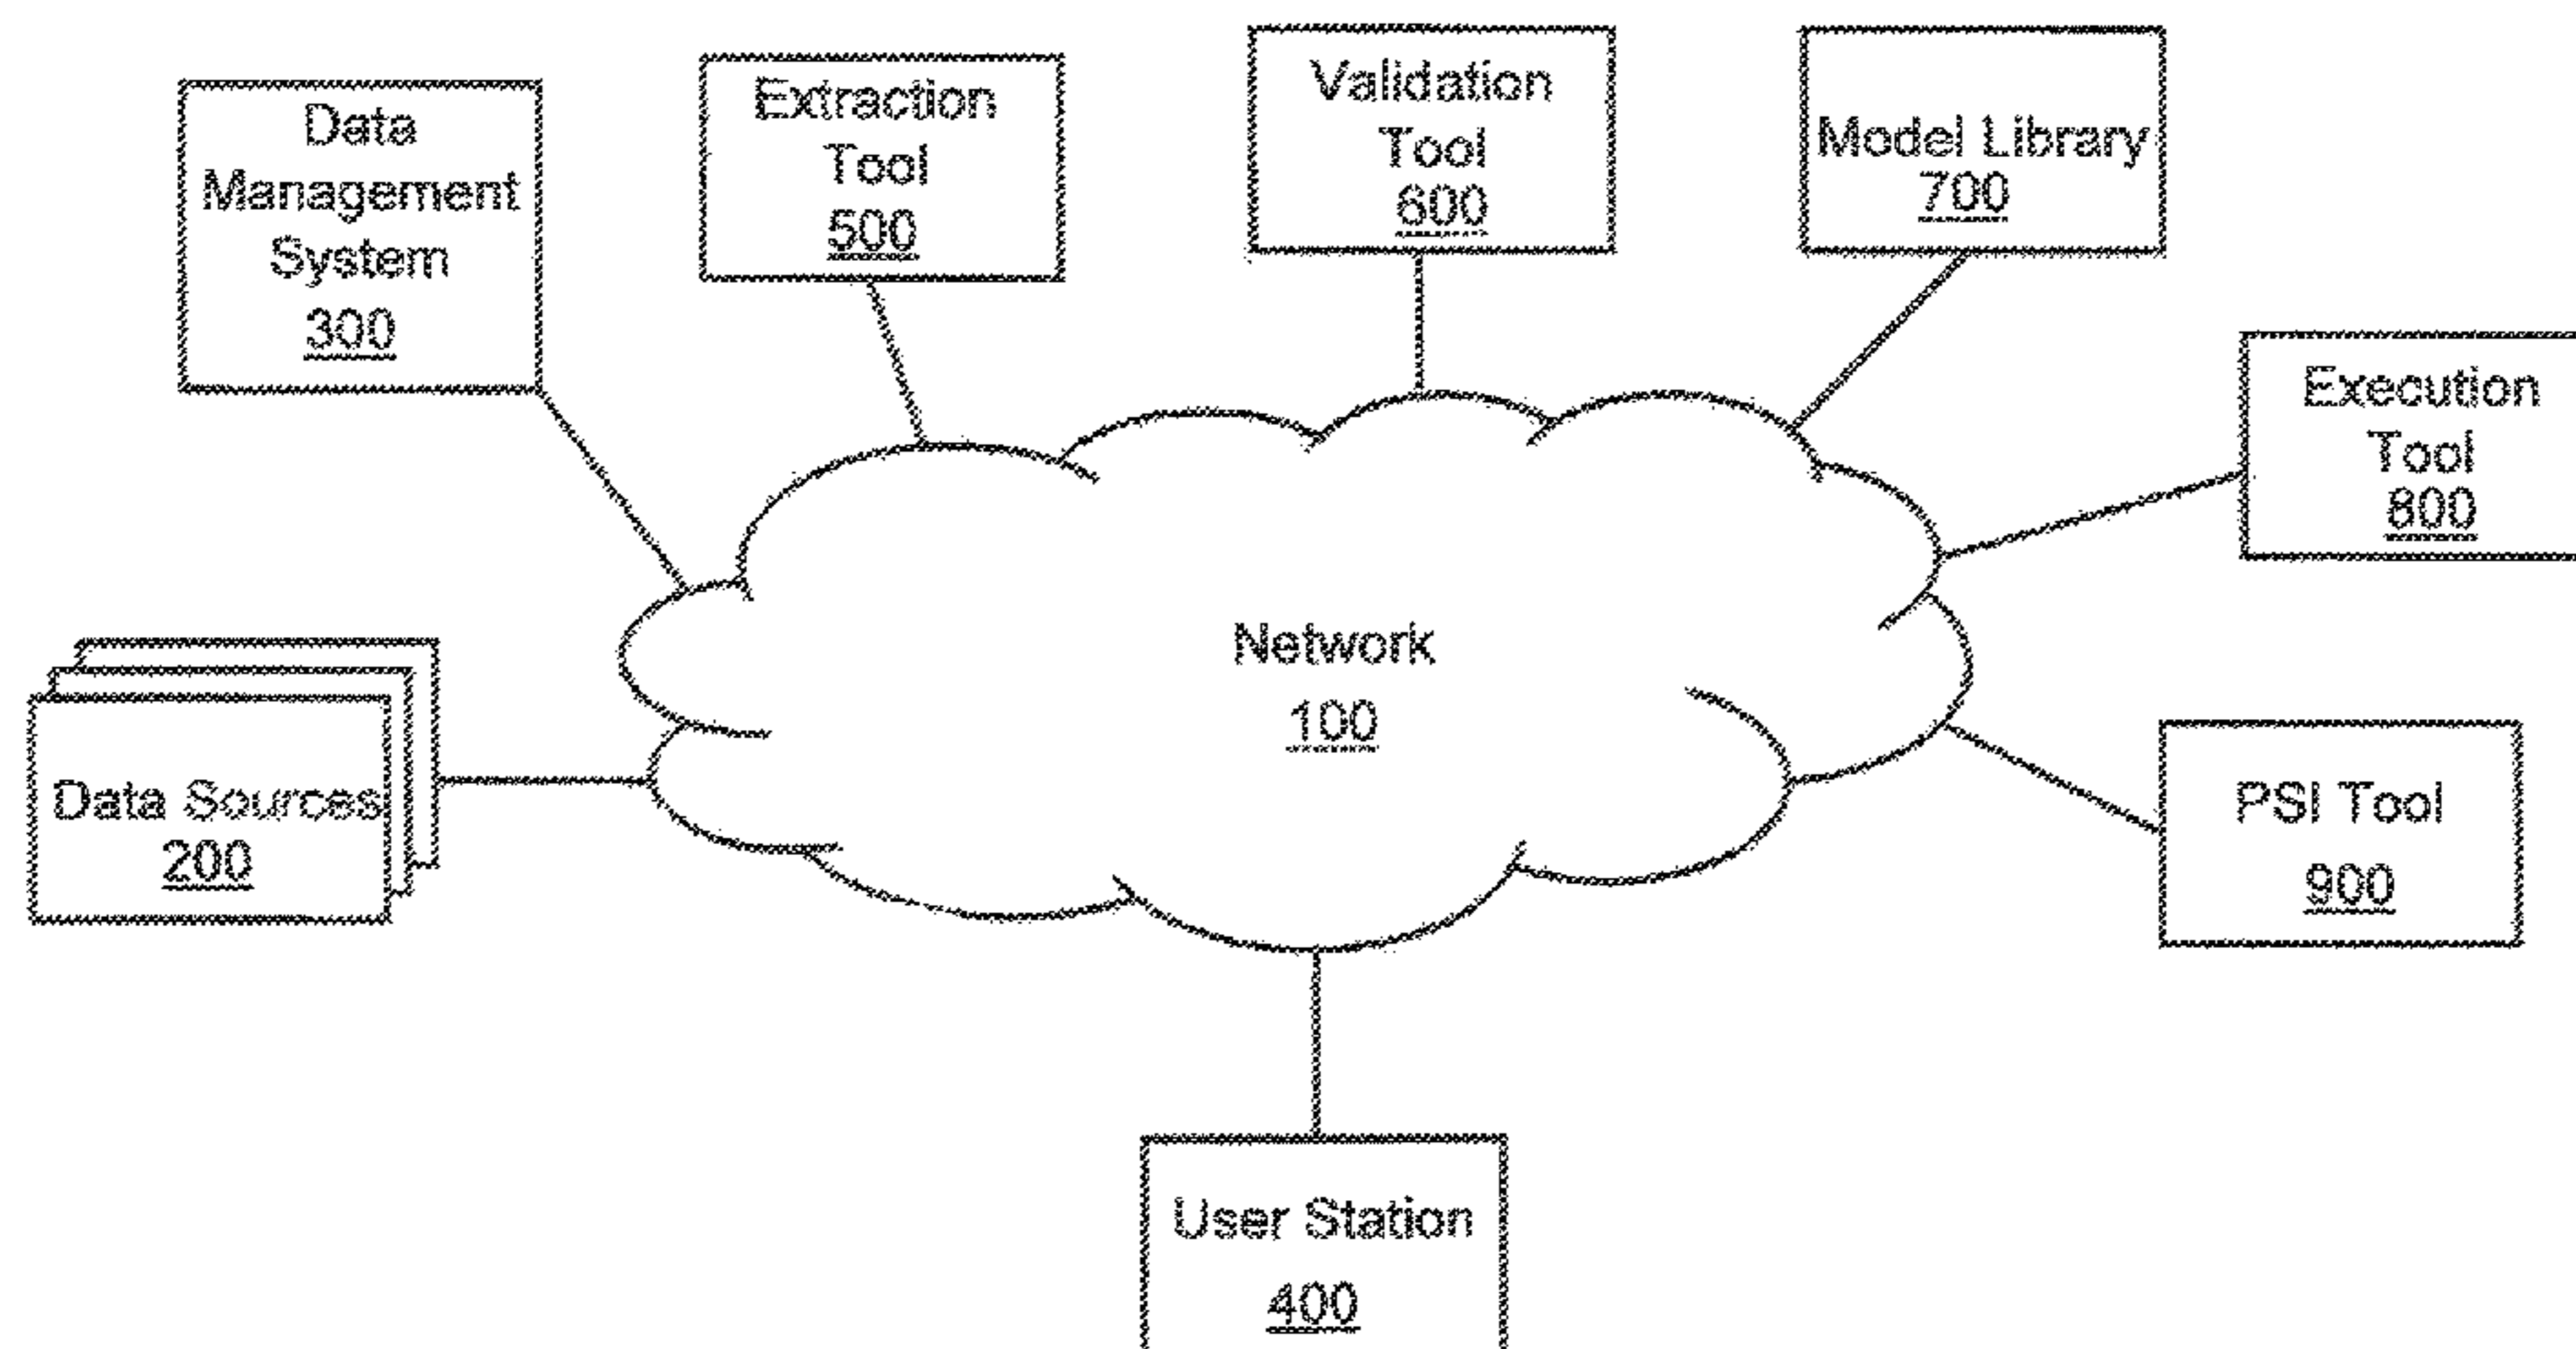 Data
Management
System
300
Extraction
Tool
500
Validation
Tool
600
Model Library
700
Execution
Tool
800
Network
100
Data Sources
200
PSI Tool
900
User Station
400